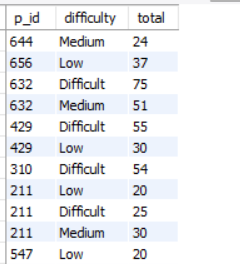 p_id difficulty total
644 Medium 24
656 Low 37
632 Difficult 75
632 Medium 51
429 Difficult 55
429 Low 30
310 Difficult 54
211 Low 20
211 Difficult 25
211 Medium 30
547 Low 20